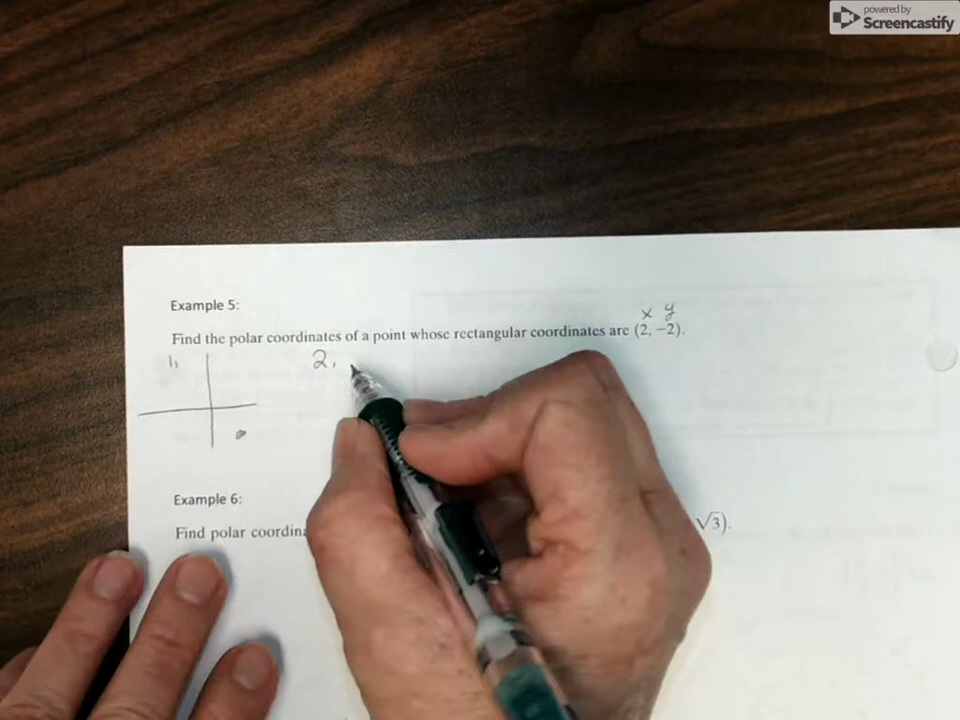 powered by
Screencastify
Example 5:
x y
Find the polar coordinates of a point whose rectangular coordinates are (2, −2).
1.
2.
Example 6:
Find polar
√3).